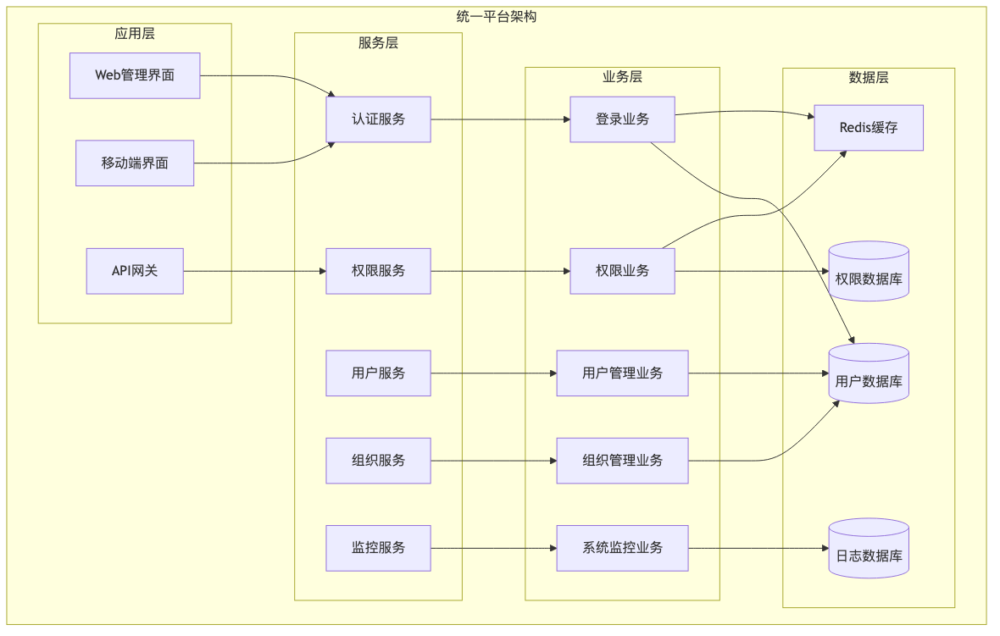 统一平台架构
应用层
Web管理界面
移动端界面
API网关
服务层
认证服务
权限服务
用户服务
组织服务
监控服务
业务层
登录业务
权限业务
用户管理业务
组织管理业务
系统监控业务
数据层
Redis缓存
权限数据库
用户数据库
日志数据库